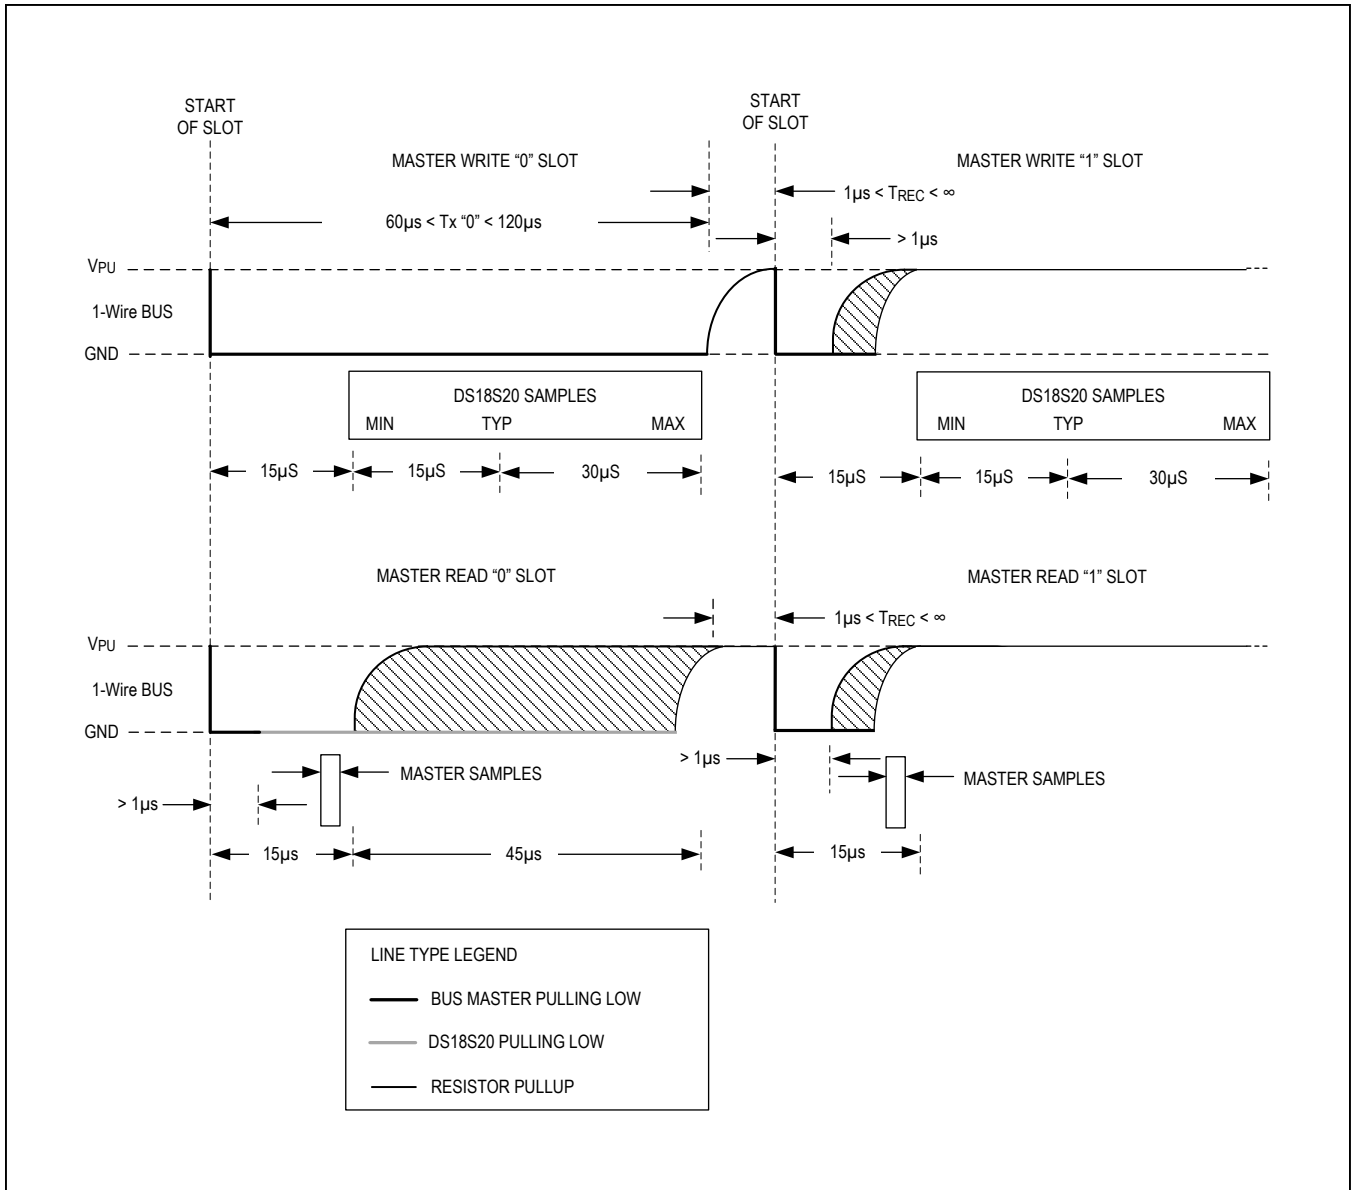 START
OF SLOT
START
OF SLOT
MASTER WRITE “0” SLOT
MASTER WRITE “1” SLOT
1µs < TREC < ∞
60µs < Tx “0” < 120µs
> 1µs
VPU
1-Wire BUS
GND
DS18S20 SAMPLES
MIN TYP MAX
DS18S20 SAMPLES
MIN TYP MAX
15µS 15µS 30µS
15µS 15µS 30µS
MASTER READ “0” SLOT
MASTER READ “1” SLOT
1µs < TREC < ∞
VPU
1-Wire BUS
GND
> 1µs
MASTER SAMPLES
MASTER SAMPLES
> 1µs
15µs 45µs
15µs
LINE TYPE LEGEND
BUS MASTER PULLING LOW
DS18S20 PULLING LOW
RESISTOR PULLUP